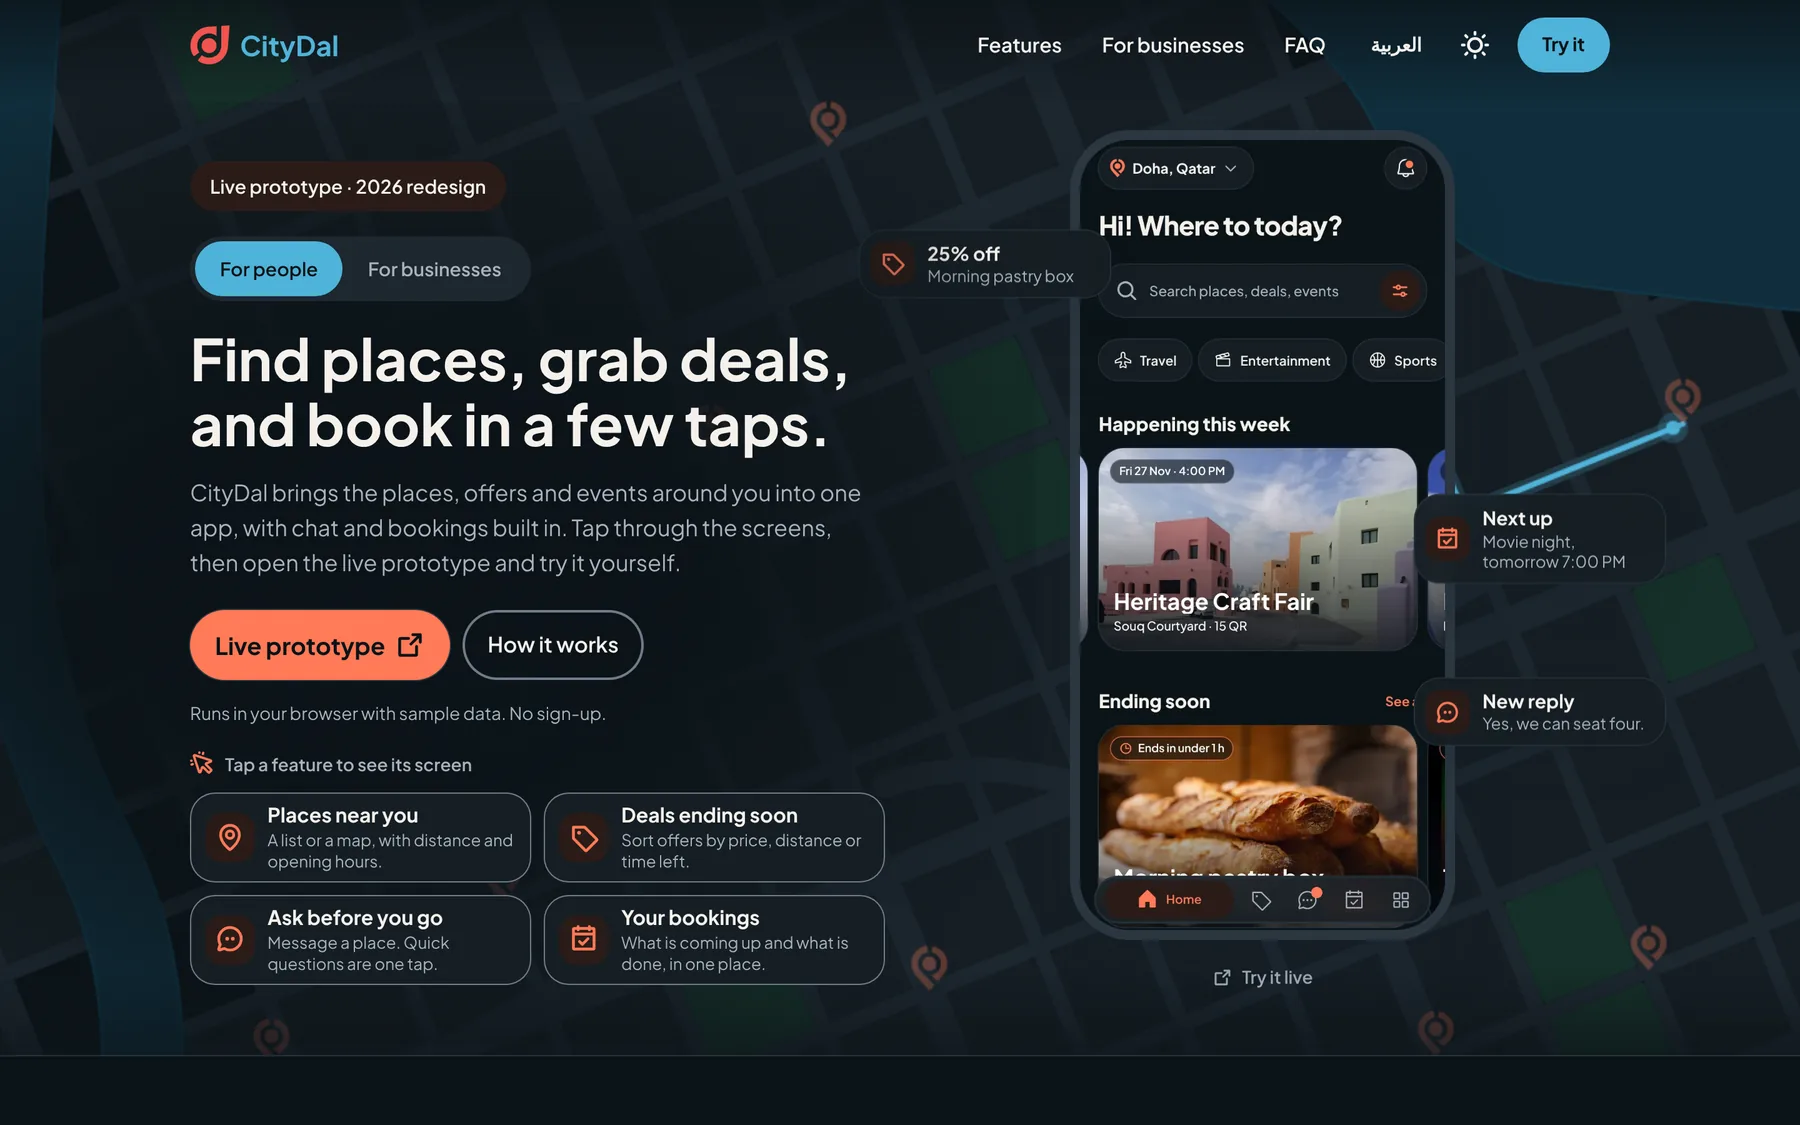 CityDal
Features
For businesses
FAQ
العربية
Try it
Live prototype · 2026 redesign
For people
For businesses
Find places, grab deals,
and book in a few taps.
CityDal brings the places, offers and events around you into one
app, with chat and bookings built in. Tap through the screens,
then open the live prototype and try it yourself.
Live prototype
How it works
Runs in your browser with sample data. No sign-up.
Tap a feature to see its screen
Places near you
A list or a map, with distance and
opening hours.
Deals ending soon
Sort offers by price, distance or
time left.
Ask before you go
Message a place. Quick
questions are one tap.
Your bookings
What is coming up and what is
done, in one place.
Doha, Qatar
Hi! Where to today?
25% off
Morning pastry box
Search places, deals, events
Travel
Entertainment
Sports
Happening this week
Fri 27 Nov · 4:00 PM
Heritage Craft Fair
Souq Courtyard · 15 QR
Next up
Movie night,
tomorrow 7:00 PM
Ending soon
See
New reply
Yes, we can seat four.
Ends in under 1 h
Morning pastry box
Home
Try it live